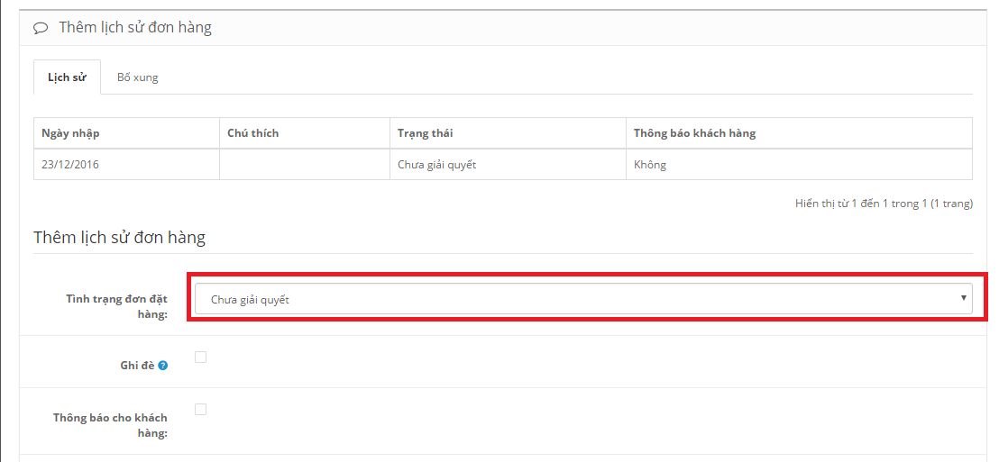 Thêm lịch sử đơn hàng
Lịch sử Bổ xung
Ngày nhập Chú thích Trạng thái Thông báo khách hàng
23/12/2016 Chưa giải quyết Không
Hiển thị từ 1 đến 1 trong 1 (1 trang)
Thêm lịch sử đơn hàng
Tình trạng đơn đặt
hàng:
Chưa giải quyết
Ghi đè ?
Thông báo cho khách
hàng: